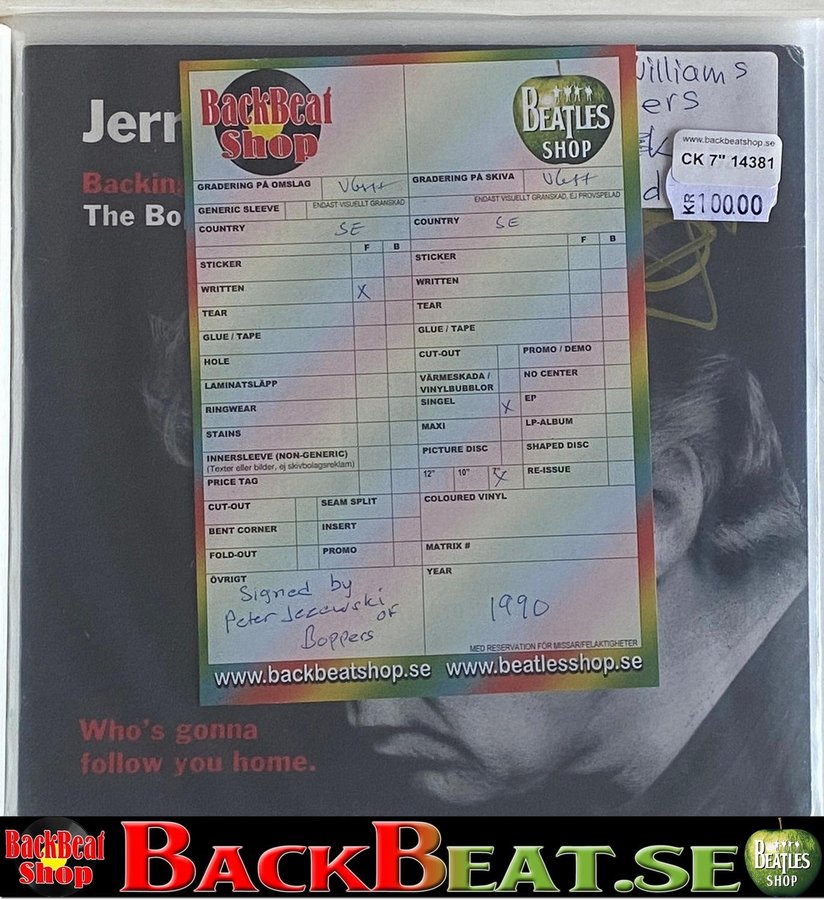 Jerr
Backin
The Bo
BACKBEAT
SHOP
BEATLES
SHOP
Williams
ers
www.backbeatshop.se
CK 7" 14381
KR 100.00
GRADERING PÅ OMSLAG VG++
ENDAST VISUELLT GRANSKAD
GENERIC SLEEVE
COUNTRY SE
F B
STICKER
WRITTEN X
TEAR
GLUE / TAPE
HOLE
LAMINATSLÄPP
RINGWEAR
STAINS
INNERSLEEVE (NON-GENERIC)
(Texter eller bilder, ej skivbolagsreklam)
PRICE TAG
CUT-OUT SEAM SPLIT
BENT CORNER INSERT
FOLD-OUT PROMO
ÖVRIGT
Signed by
Peter Jezewski
of
Boppers
GRADERING PÅ SKIVA VG++
ENDAST VISUELLT GRANSKAD, EJ PROVSPELAD
COUNTRY SE
F B
STICKER
WRITTEN
TEAR
GLUE / TAPE
CUT-OUT PROMO / DEMO
VÄRMESKADA / NO CENTER
VINYLBUBBLOR
SINGEL X EP
MAXI LP-ALBUM
PICTURE DISC SHAPED DISC
12" 10" 7" X RE-ISSUE
COLOURED VINYL
MATRIX #
YEAR
1990
MED RESERVATION FÖR MISSAR/FELAKTIGHETER
www.backbeatshop.se www.beatlesshop.se
Who's gonna
follow you home.
BACKBEAT
SHOP
BACKBEAT.SE
BEATLES
SHOP